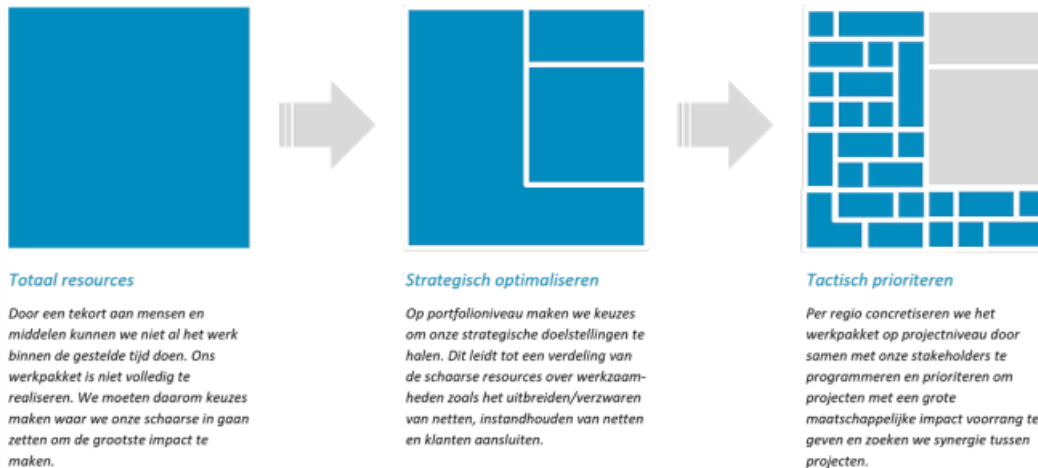 Totaal resources
Door een tekort aan mensen en
middelen kunnen we niet al het werk
binnen de gestelde tijd doen. Ons
werkpakket is niet volledig te
realiseren. We moeten daarom keuzes
maken waar we onze schaarse in gaan
zetten om de grootste impact te
maken.
Strategisch optimaliseren
Op portfolioniveau maken we keuzes
om onze strategische doelstellingen te
halen. Dit leidt tot een verdeling van
de schaarse resources over werkzaam-
heden zoals het uitbreiden/verzwaren
van netten, instandhouden van netten
en klanten aansluiten.
Tactisch prioriteren
Per regio concretiseren we het
werkpakket op projectniveau door
samen met onze stakeholders te
programmeren en prioriteren om
projecten met een grote
maatschappelijke impact voorrang te
geven en zoeken we synergie tussen
projecten.